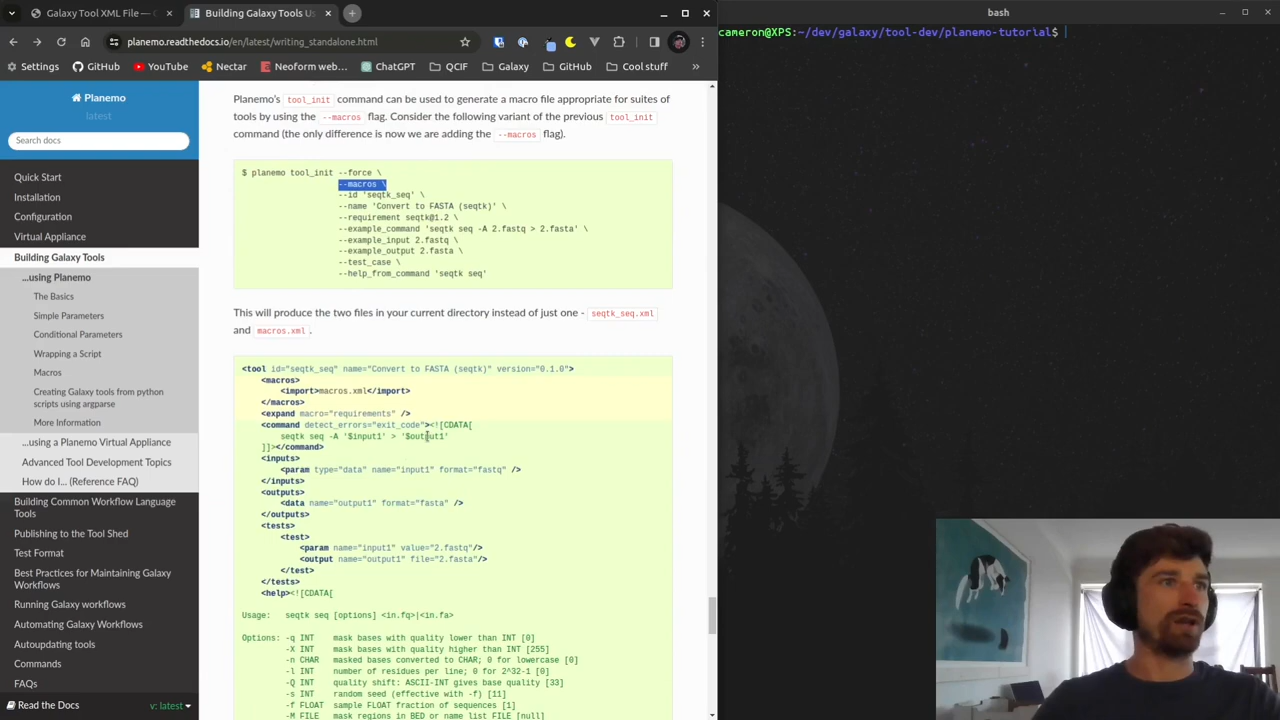 Galaxy Tool XML File —
Building Galaxy Tools Us
bash
planemo.readthedocs.io/en/latest/writing_standalone.html
cameron@XPS:~/dev/galaxy/tool-dev/planemo-tutorial$
Settings
GitHub
YouTube
Nectar
Neoform web...
ChatGPT
QCIF
Galaxy
GitHub
Cool stuff
»
Planemo
latest
Search docs
Quick Start
Installation
Configuration
Virtual Appliance
Building Galaxy Tools
...using Planemo
The Basics
Simple Parameters
Conditional Parameters
Wrapping a Script
Macros
Creating Galaxy tools from python
scripts using argparse
More Information
...using a Planemo Virtual Appliance
Advanced Tool Development Topics
How do I... (Reference FAQ)
Building Common Workflow Language
Tools
Publishing to the Tool Shed
Test Format
Best Practices for Maintaining Galaxy
Workflows
Running Galaxy workflows
Automating Galaxy Workflows
Autoupdating tools
Commands
FAQs
Read the Docs
v: latest
Planemo's tool_init command can be used to generate a macro file appropriate for suites of
tools by using the --macros flag. Consider the following variant of the previous tool_init
command (the only difference is now we are adding the --macros flag).
$ planemo tool_init --force \
--macros \
--id 'seqtk_seq' \
--name 'Convert to FASTA (seqtk)' \
--requirement seqtk@1.2 \
--example_command 'seqtk seq -A 2.fastq > 2.fasta' \
--example_input 2.fastq \
--example_output 2.fasta \
--test_case \
--help_from_command 'seqtk seq'
This will produce the two files in your current directory instead of just one - seqtk_seq.xml
and macros.xml .
<tool id="seqtk_seq" name="Convert to FASTA (seqtk)" version="0.1.0">
<macros>
<import>macros.xml</import>
</macros>
<expand macro="requirements" />
<command detect_errors="exit_code"><![CDATA[
seqtk seq -A '$input1' > '$output1'
]]></command>
<inputs>
<param type="data" name="input1" format="fastq" />
</inputs>
<outputs>
<data name="output1" format="fasta" />
</outputs>
<tests>
<test>
<param name="input1" value="2.fastq"/>
<output name="output1" file="2.fasta"/>
</test>
</tests>
<help><![CDATA[
Usage: seqtk seq [options] <in.fq>|<in.fa>
Options: -q INT mask bases with quality lower than INT [0]
-X INT mask bases with quality higher than INT [255]
-n CHAR masked bases converted to CHAR; 0 for lowercase [0]
-l INT number of residues per line; 0 for 2^32-1 [0]
-Q INT quality shift: ASCII-INT gives base quality [33]
-s INT random seed (effective with -f) [11]
-f FLOAT sample fraction of sequences [1]
-M FILE mask regions in BED or name list FILE [null]